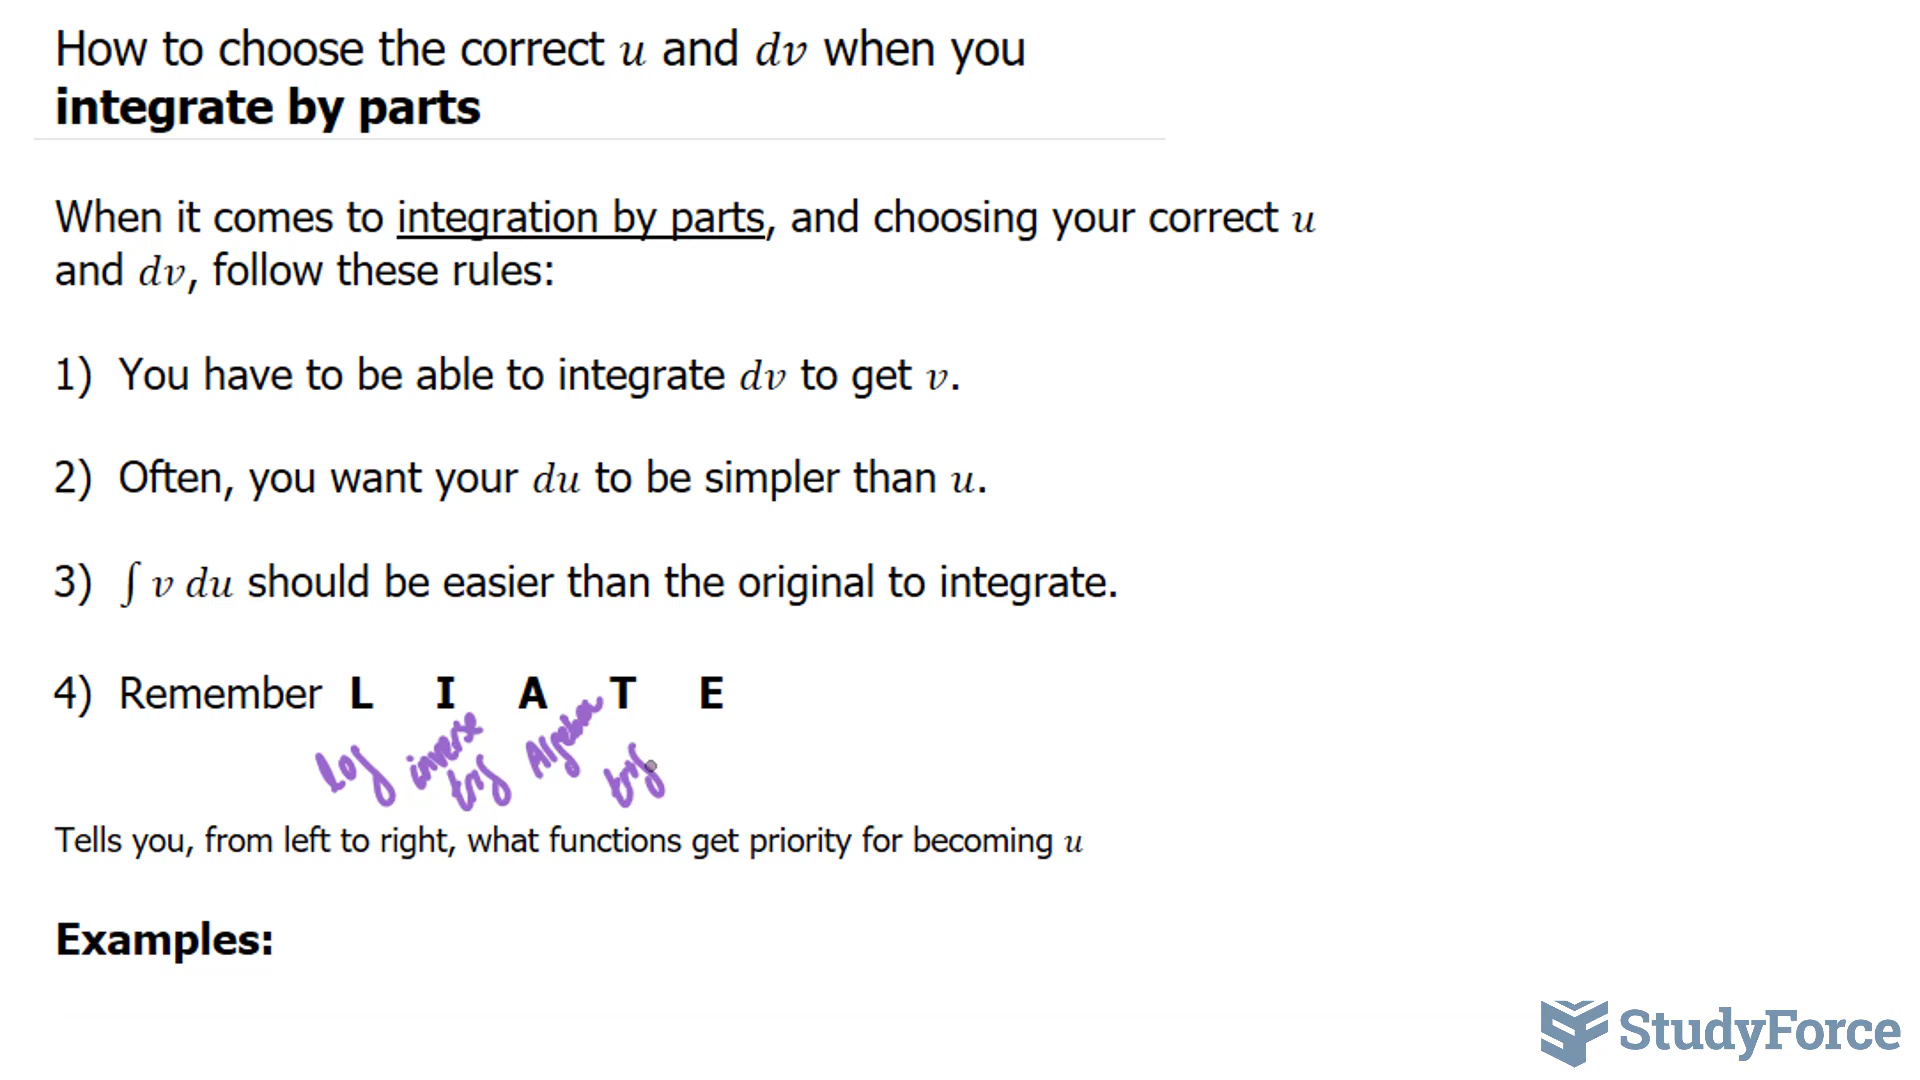 How to choose the correct u and dv when you
integrate by parts
When it comes to integration by parts, and choosing your correct u
and dv, follow these rules:
1) You have to be able to integrate dv to get v.
2) Often, you want your du to be simpler than u.
3) ∫ v du should be easier than the original to integrate.
4) Remember L I A T E
Log inverse trig Algebra trig
Tells you, from left to right, what functions get priority for becoming u
Examples:
StudyForce